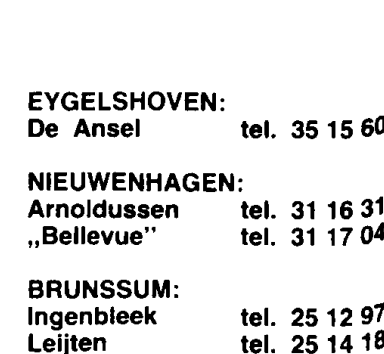 EYGELSHOVEN:
De Ansel tel. 35 15 60
NIEUWENHAGEN:
Arnoldussen tel. 31 16 31
„Bellevue” tel. 31 17 04
BRUNSSUM:
Ingenbleek tel. 25 12 97
Leijten tel. 25 14 18